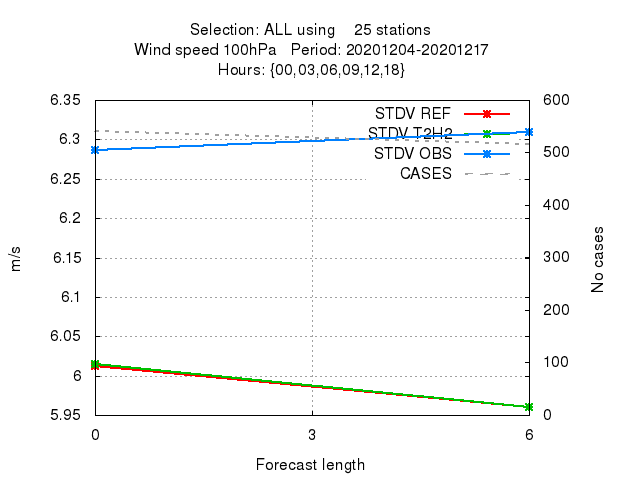 Selection: ALL using 25 stations
Wind speed 100hPa Period: 20201204-20201217
Hours: {00,03,06,09,12,18}
6.35
6.3
6.25
6.2
6.15
6.1
6.05
6
5.95
m/s
STDV REF
STDV T2H2
STDV OBS
CASES
600
500
400
300
200
100
0
No cases
0 3 6
Forecast length